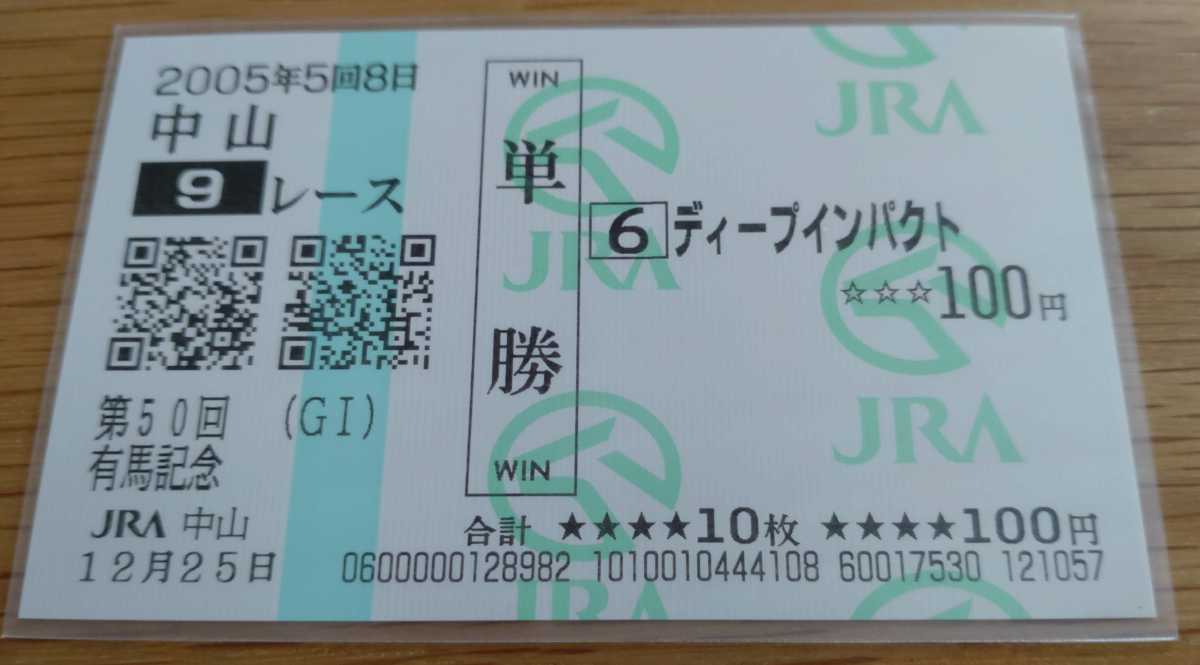 2005年5回8日
中山
9レース
第50回 (GI)
有馬記念
JRA 中山
12月25日
WIN
単勝
WIN
6 ディープインパクト
☆☆☆100円
合計 ★★★★10枚 ★★★★100円
0600000128982 1010010444108 60017530 121057
JRA
JRA
JRA
JRA
JRA